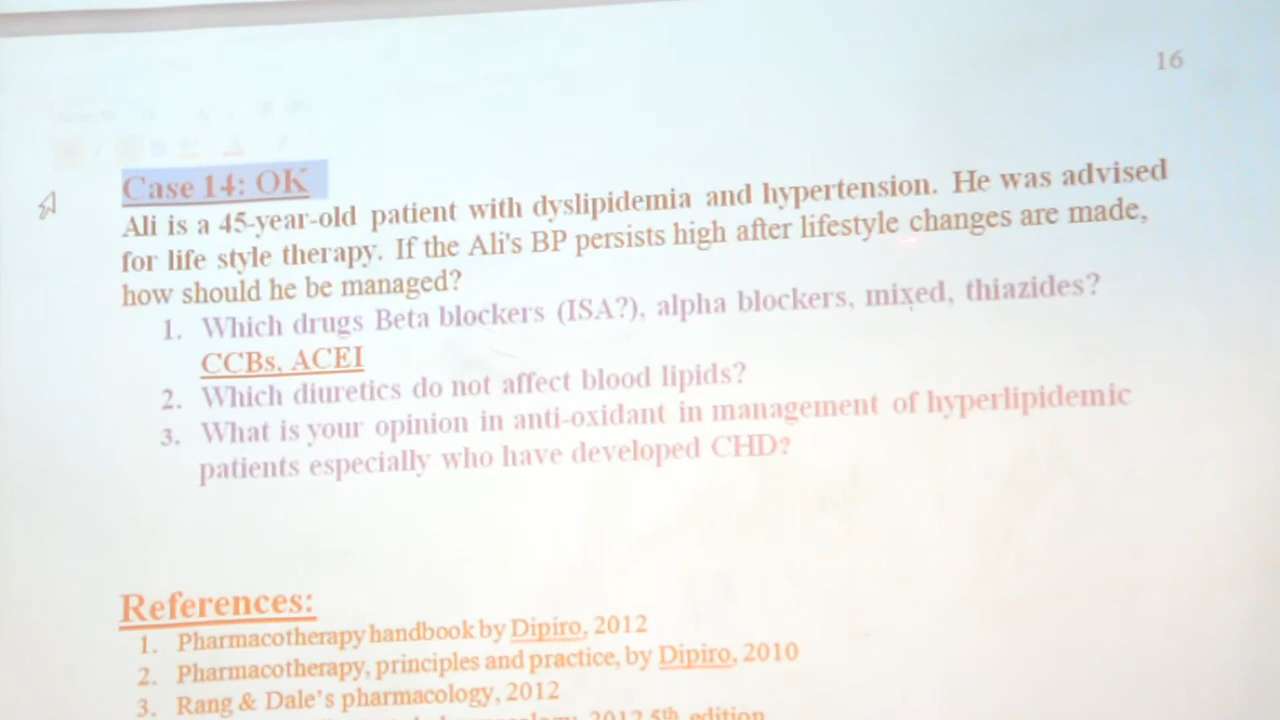 16
Case 14: OK
Ali is a 45-year-old patient with dyslipidemia and hypertension. He was advised
for life style therapy. If the Ali's BP persists high after lifestyle changes are made,
how should he be managed?
1. Which drugs Beta blockers (ISA?), alpha blockers, mixed, thiazides?
CCBs, ACEI
2. Which diuretics do not affect blood lipids?
3. What is your opinion in anti-oxidant in management of hyperlipidemic
patients especially who have developed CHD?
References:
1. Pharmacotherapy handbook by Dipiro, 2012
2. Pharmacotherapy, principles and practice, by Dipiro, 2010
3. Rang & Dale's pharmacology, 2012
2012 5th edition